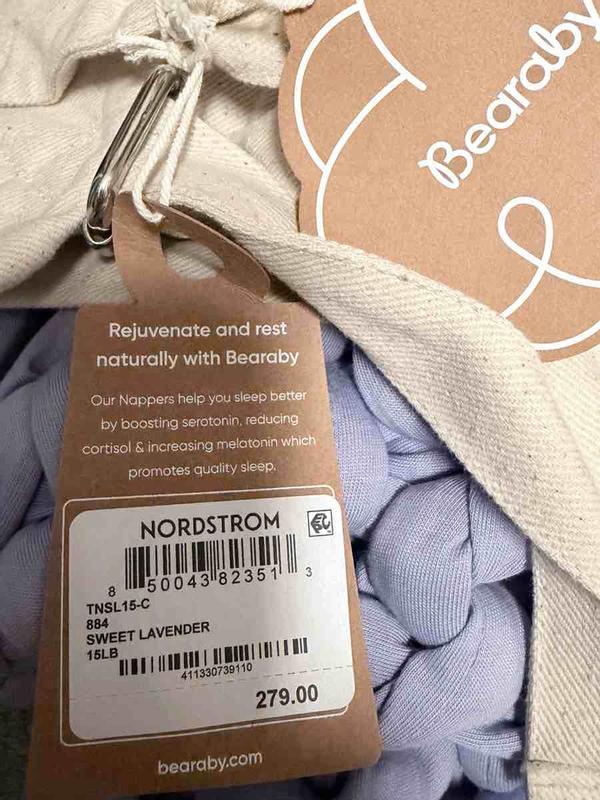 Bearaby
Rejuvenate and rest
naturally with Bearaby
Our Nappers help you sleep better
by boosting serotonin, reducing
cortisol & increasing melatonin which
promotes quality sleep.
NORDSTROM
8 50043 82351 3
TNSL15-C
884
SWEET LAVENDER
15LB
411330739110
279.00
bearaby.com